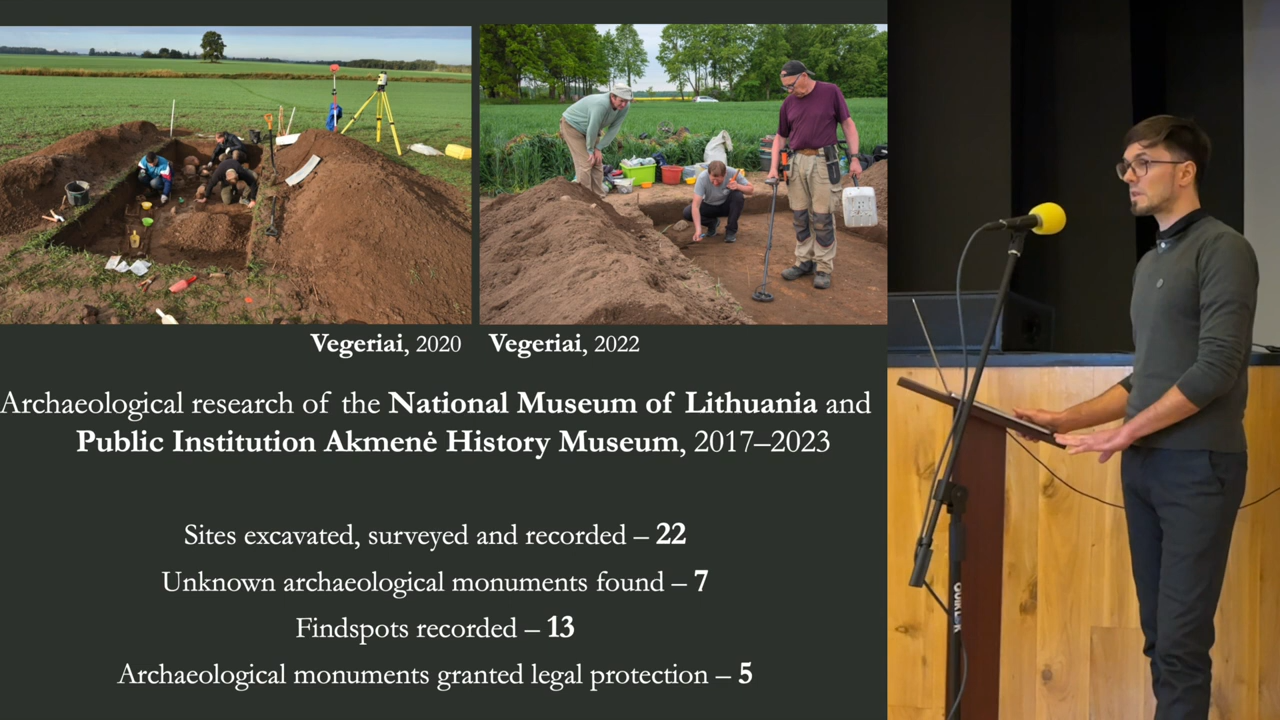 Vegeriai, 2020 Vegeriai, 2022
Archaeological research of the National Museum of Lithuania and
Public Institution Akmenė History Museum, 2017–2023
Sites excavated, surveyed and recorded – 22
Unknown archaeological monuments found – 7
Findspots recorded – 13
Archaeological monuments granted legal protection – 5